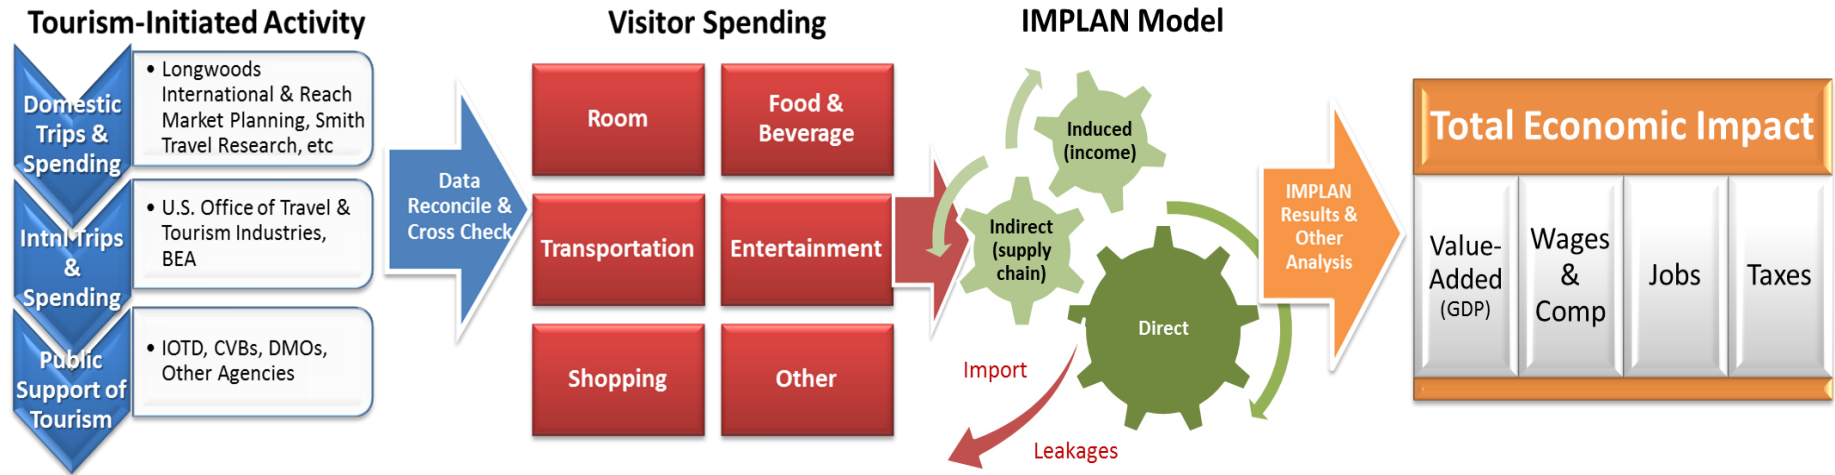 Tourism-Initiated Activity
Domestic
Trips &
Spending
• Longwoods
International & Reach
Market Planning, Smith
Travel Research, etc
Intnl Trips
&
Spending
• U.S. Office of Travel &
Tourism Industries,
BEA
Public
Support of
Tourism
• IOTD, CVBs, DMOs,
Other Agencies
Data
Reconcile &
Cross Check
Visitor Spending
Room
Food &
Beverage
Transportation
Entertainment
Shopping
Other
IMPLAN Model
Induced
(income)
Indirect
(supply
chain)
Direct
Import
Leakages
IMPLAN
Results &
Other
Analysis
Total Economic Impact
Value-
Added
(GDP)
Wages
&
Comp
Jobs
Taxes